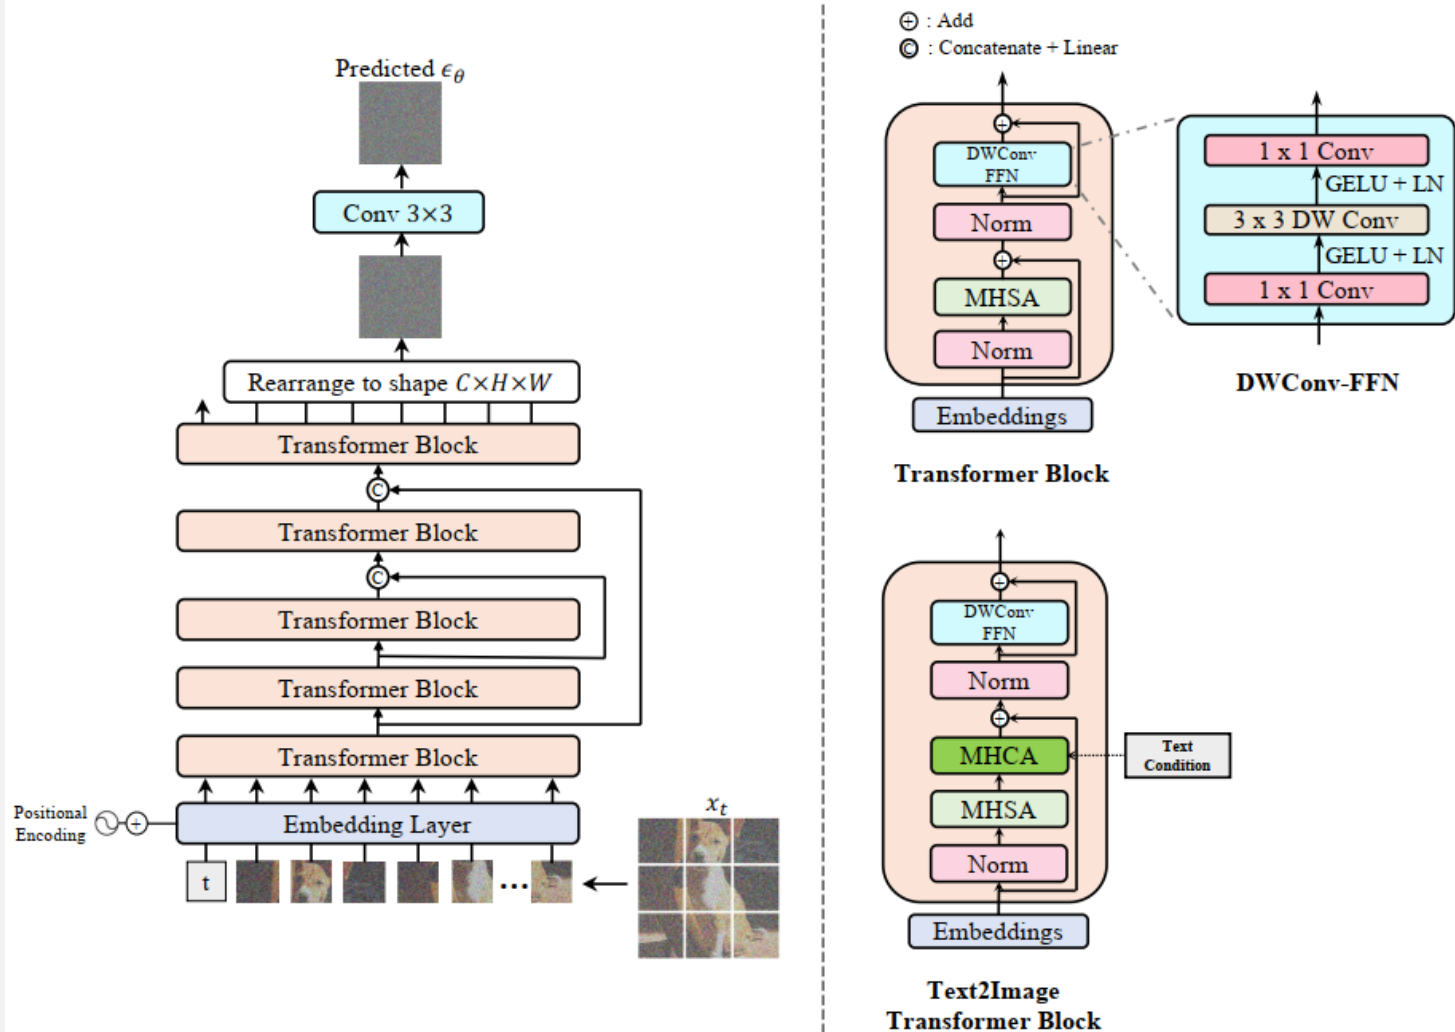 Predicted ϵθ
Conv 3×3
Rearrange to shape C×H×W
Transformer Block
C
Transformer Block
C
Transformer Block
Transformer Block
Transformer Block
Positional
Encoding
+
Embedding Layer
t
...
xt
+ : Add
C : Concatenate + Linear
+
DWConv
FFN
Norm
+
MHSA
Norm
Embeddings
Transformer Block
1 x 1 Conv
GELU + LN
3 x 3 DW Conv
GELU + LN
1 x 1 Conv
DWConv-FFN
+
DWConv
FFN
Norm
+
MHCA
Text
Condition
MHSA
Norm
Embeddings
Text2Image
Transformer Block